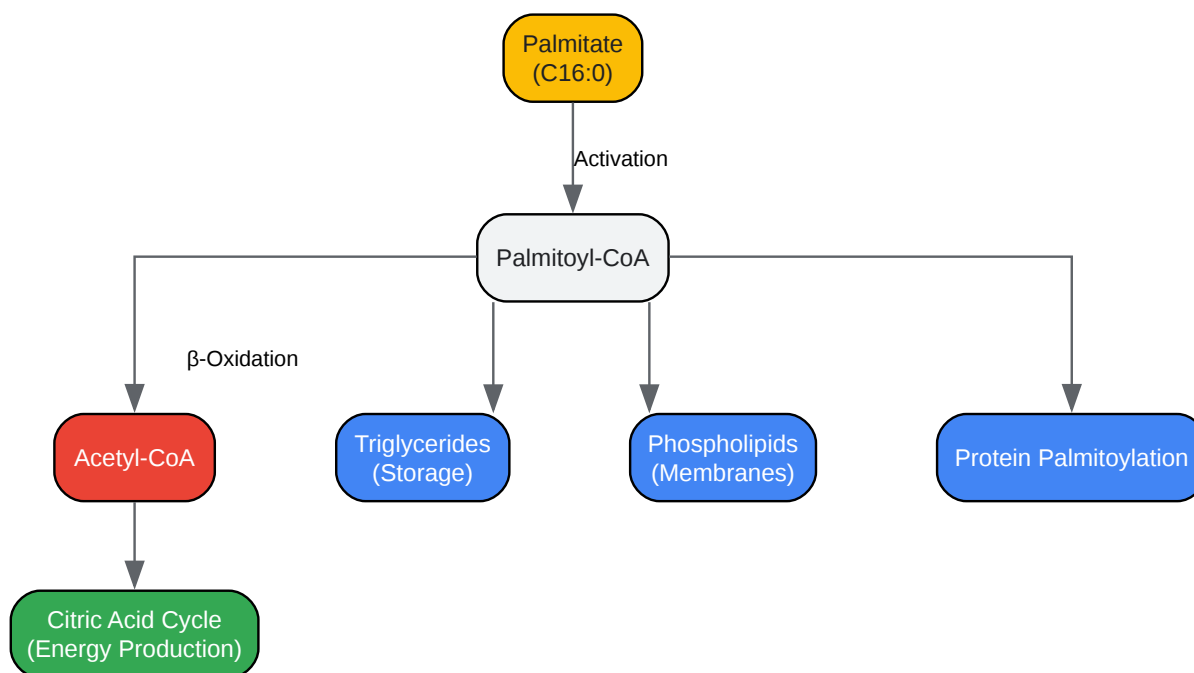 Palmitate
(C16:0)
Activation
Palmitoyl-CoA
β-Oxidation
Acetyl-CoA
Triglycerides
(Storage)
Phospholipids
(Membranes)
Protein Palmitoylation
Citric Acid Cycle
(Energy Production)